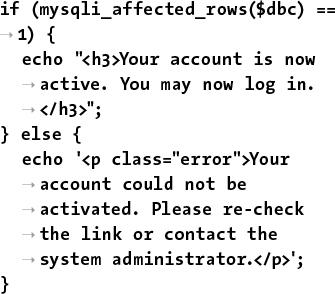 if (mysqli_affected_rows($dbc) ==
→ 1) {
echo "<h3>Your account is now
→ active. You may now log in.
→ </h3>";
} else {
echo '<p class="error">Your
→ account could not be
→ activated. Please re-check
→ the link or contact the
→ system administrator.</p>';
}